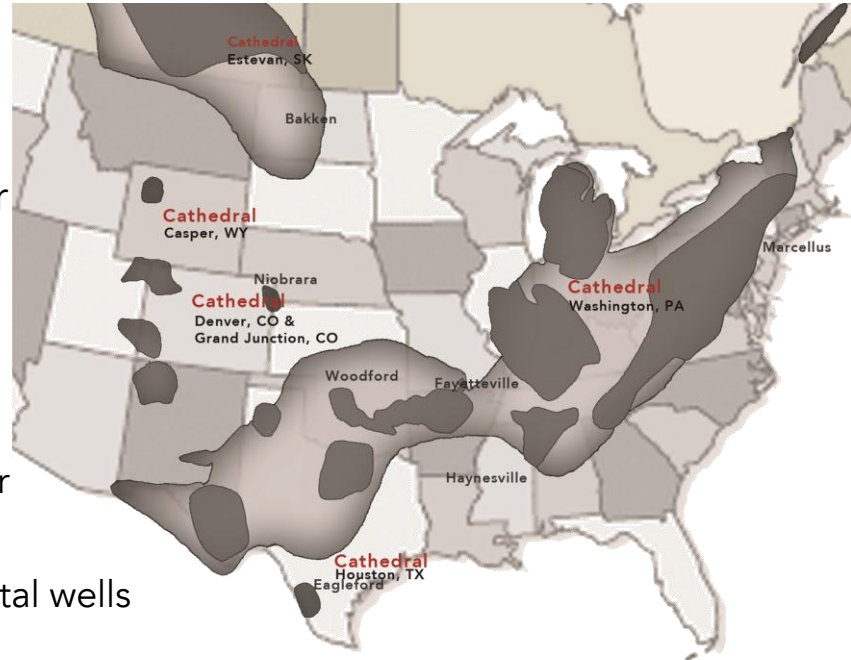 Cathedral
Estevan, SK
Bakken
r
Cathedral
Casper, WY
Marcellus
Niobrara
Cathedral
Denver, CO &
Grand Junction, CO
Cathedral
Washington, PA
Woodford
Fayetteville
Haynesville
r
Cathedral
Houston, TX
Eagleford
tal wells